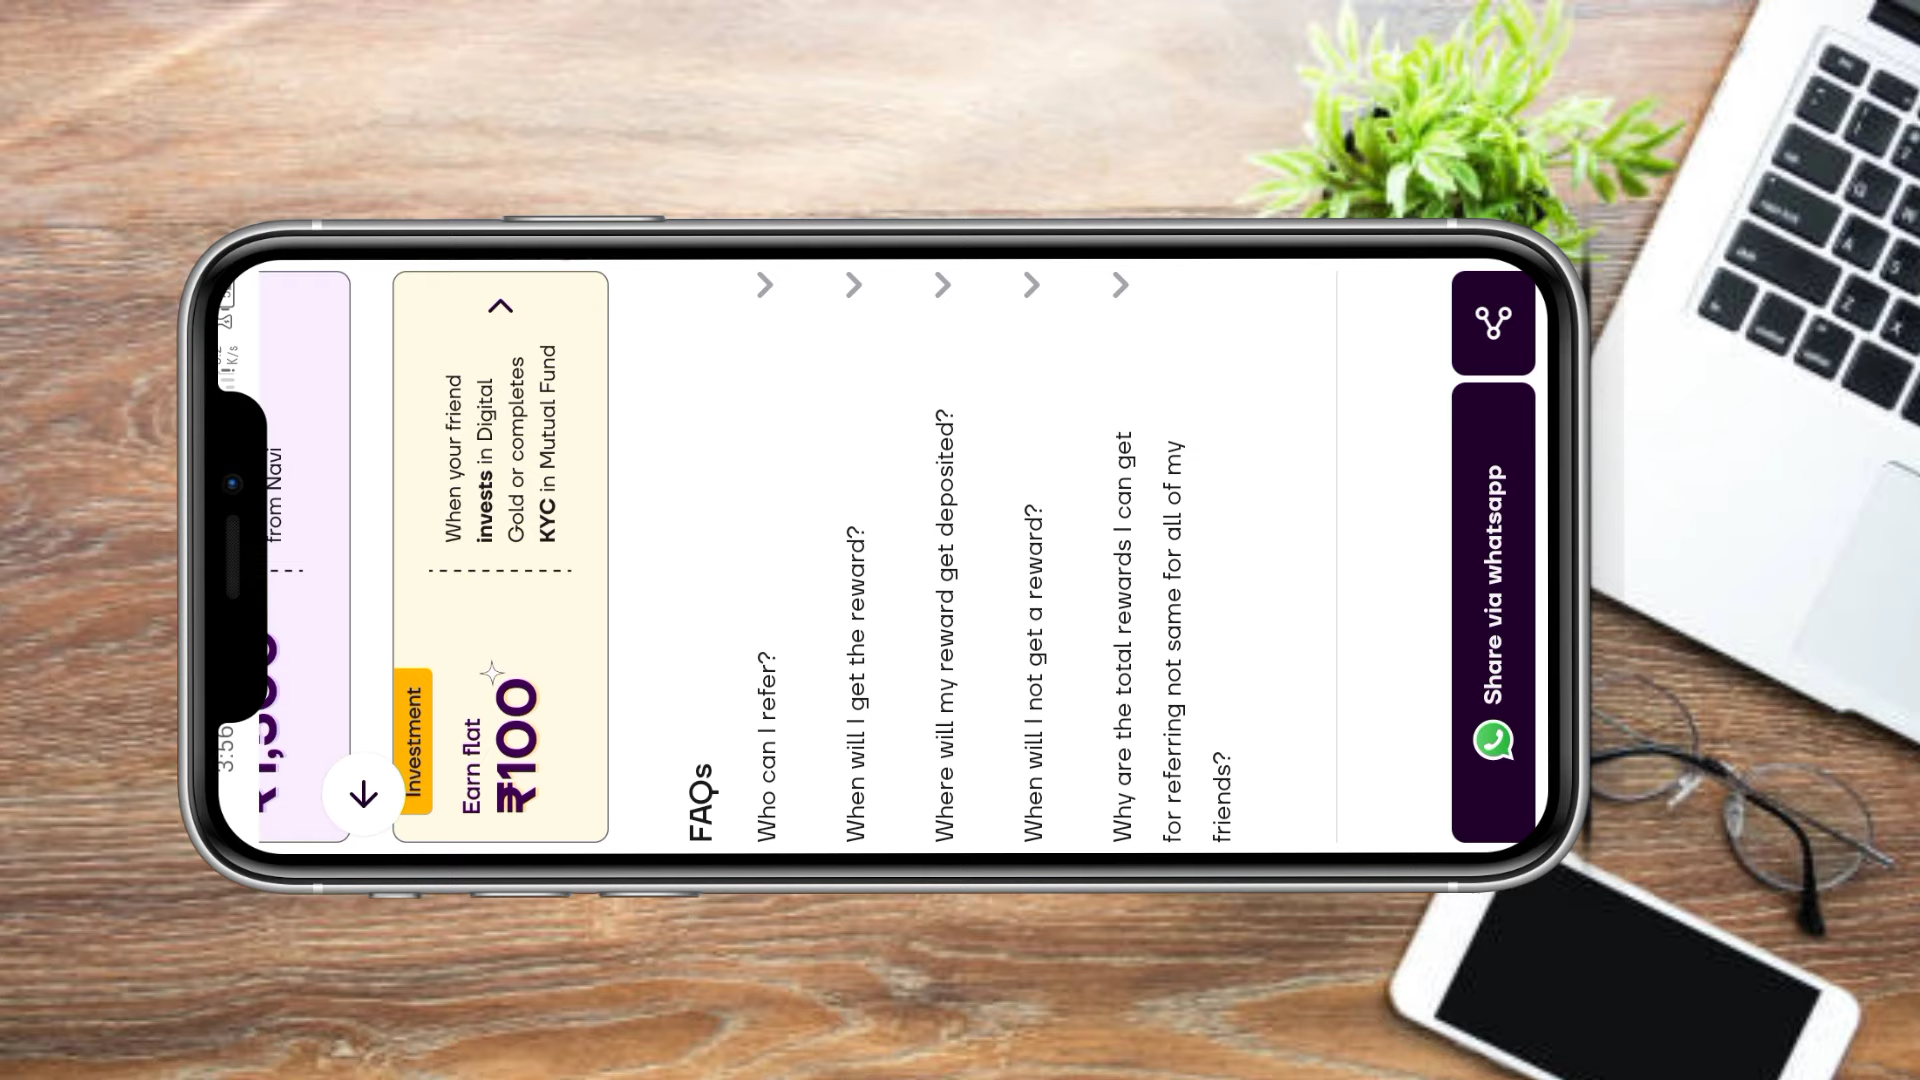 3:56
K/s
from Navi
Investment
Earn flat
₹100
When your friend
invests in Digital
Gold or completes
KYC in Mutual Fund
FAQs
Who can I refer?
When will I get the reward?
Where will my reward get deposited?
When will I not get a reward?
Why are the total rewards I can get
for referring not same for all of my
friends?
Share via whatsapp